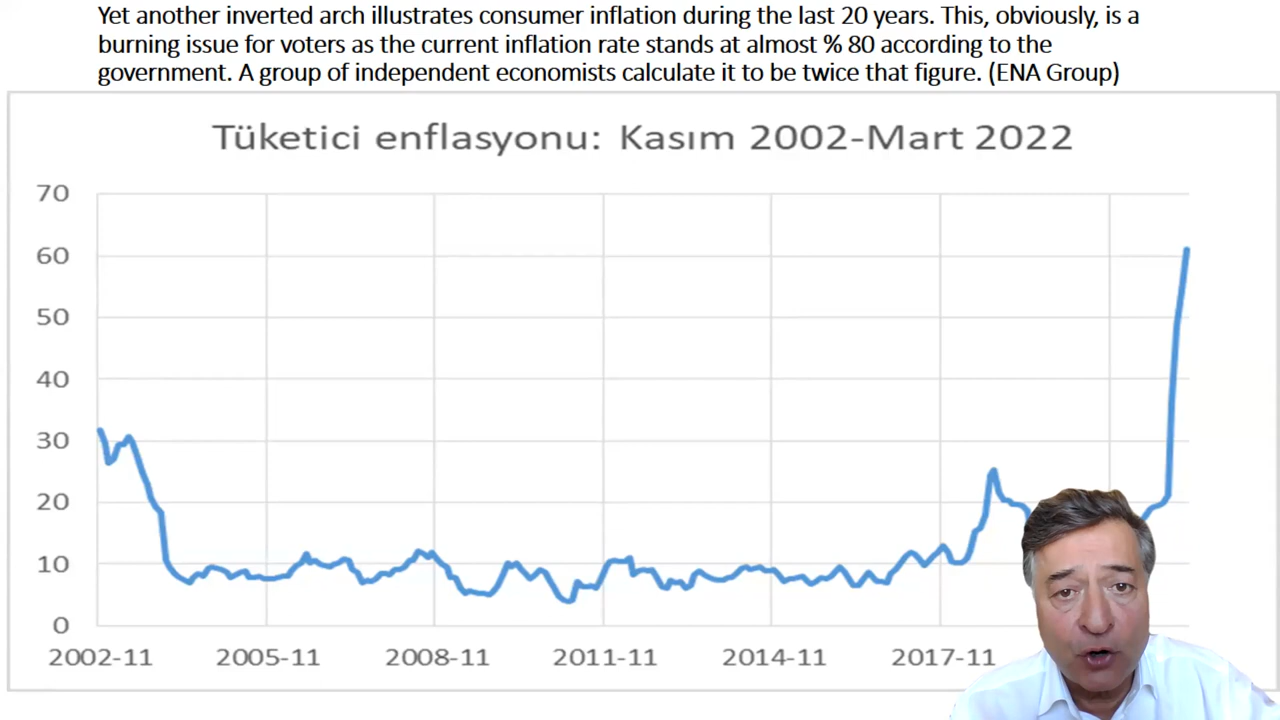 Yet another inverted arch illustrates consumer inflation during the last 20 years. This, obviously, is a
burning issue for voters as the current inflation rate stands at almost % 80 according to the
government. A group of independent economists calculate it to be twice that figure. (ENA Group)
Tüketici enflasyonu: Kasım 2002-Mart 2022
70
60
50
40
30
20
10
0
2002-11 2005-11 2008-11 2011-11 2014-11 2017-11